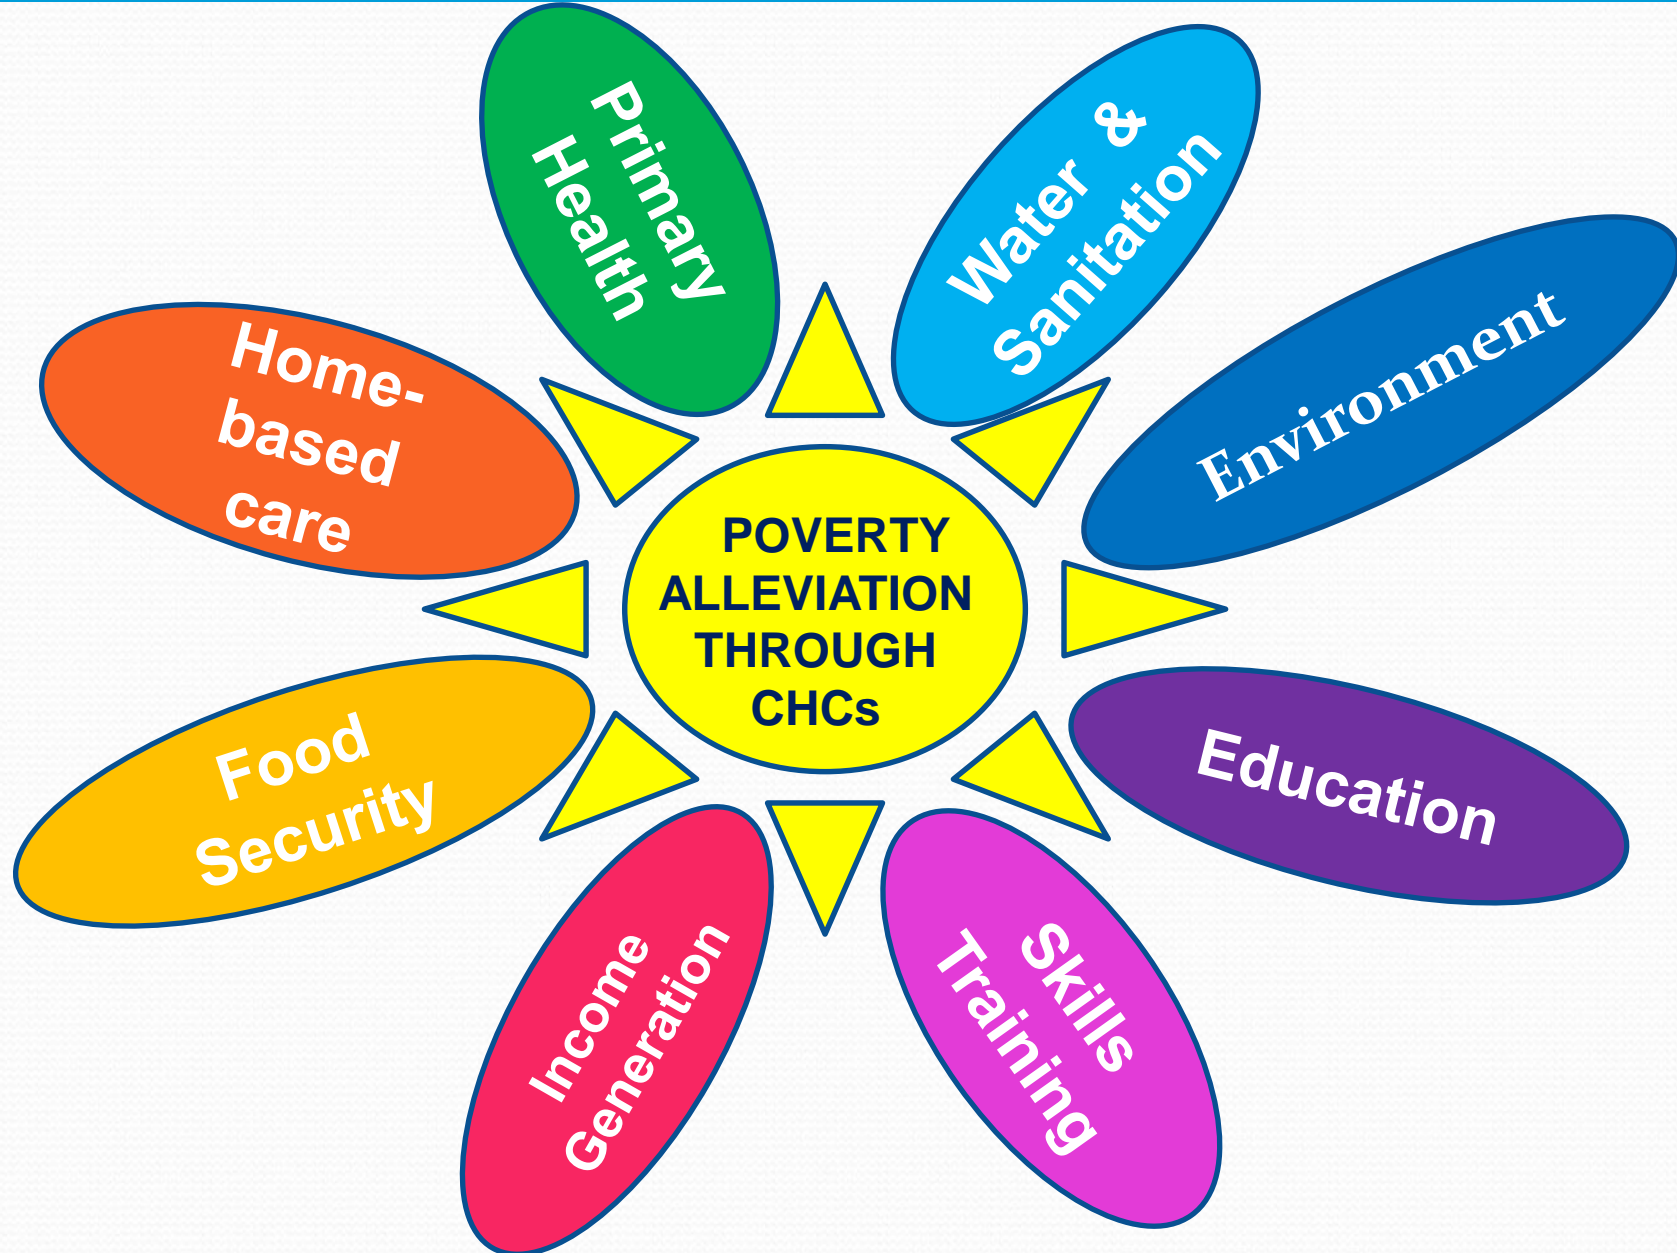 Primary
Health
Water &
Sanitation
Environment
Home-
based
care
POVERTY
ALLEVIATION
THROUGH
CHCs
Food
Security
Education
Income
Generation
Skills
Training